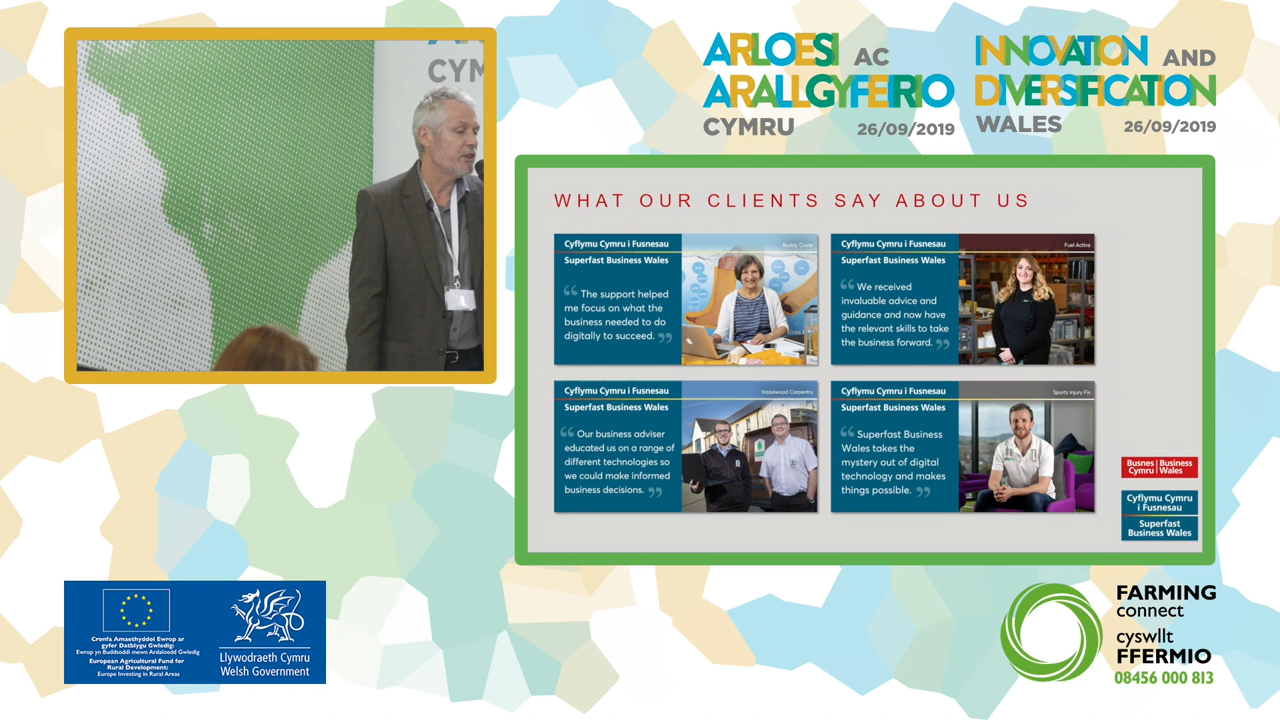 CYM
ARLOESI AC
ARALLGYFEIRIO
CYMRU 26/09/2019
INNOVATION AND
DIVERSIFICATION
WALES 26/09/2019
WHAT OUR CLIENTS SAY ABOUT US
Cyflymu Cymru i Fusnesau
Buddy Cover
Superfast Business Wales
“ The support helped
me focus on what the
business needed to do
digitally to succeed. ”
Cyflymu Cymru i Fusnesau
Fuel Active
Superfast Business Wales
“ We received
invaluable advice and
guidance and now have
the relevant skills to take
the business forward. ”
Cyflymu Cymru i Fusnesau
Hazelwood Carpentry
Superfast Business Wales
“ Our business adviser
educated us on a range of
different technologies so
we could make informed
business decisions. ”
Cyflymu Cymru i Fusnesau
Sports Injury Fix
Superfast Business Wales
“ Superfast Business
Wales takes the
mystery out of digital
technology and makes
things possible. ”
Busnes | Business
Cymru | Wales
Cyflymu Cymru
i Fusnesau
Superfast
Business Wales
Cronfa Amaethyddol Ewrop ar
gyfer Datblygu Gwledig:
Ewrop yn Buddsoddi mewn Ardaloedd Gwledig
European Agricultural Fund for
Rural Development:
Europe Investing in Rural Areas
Llywodraeth Cymru
Welsh Government
FARMING
connect
cyswllt
FFERMIO
08456 000 813